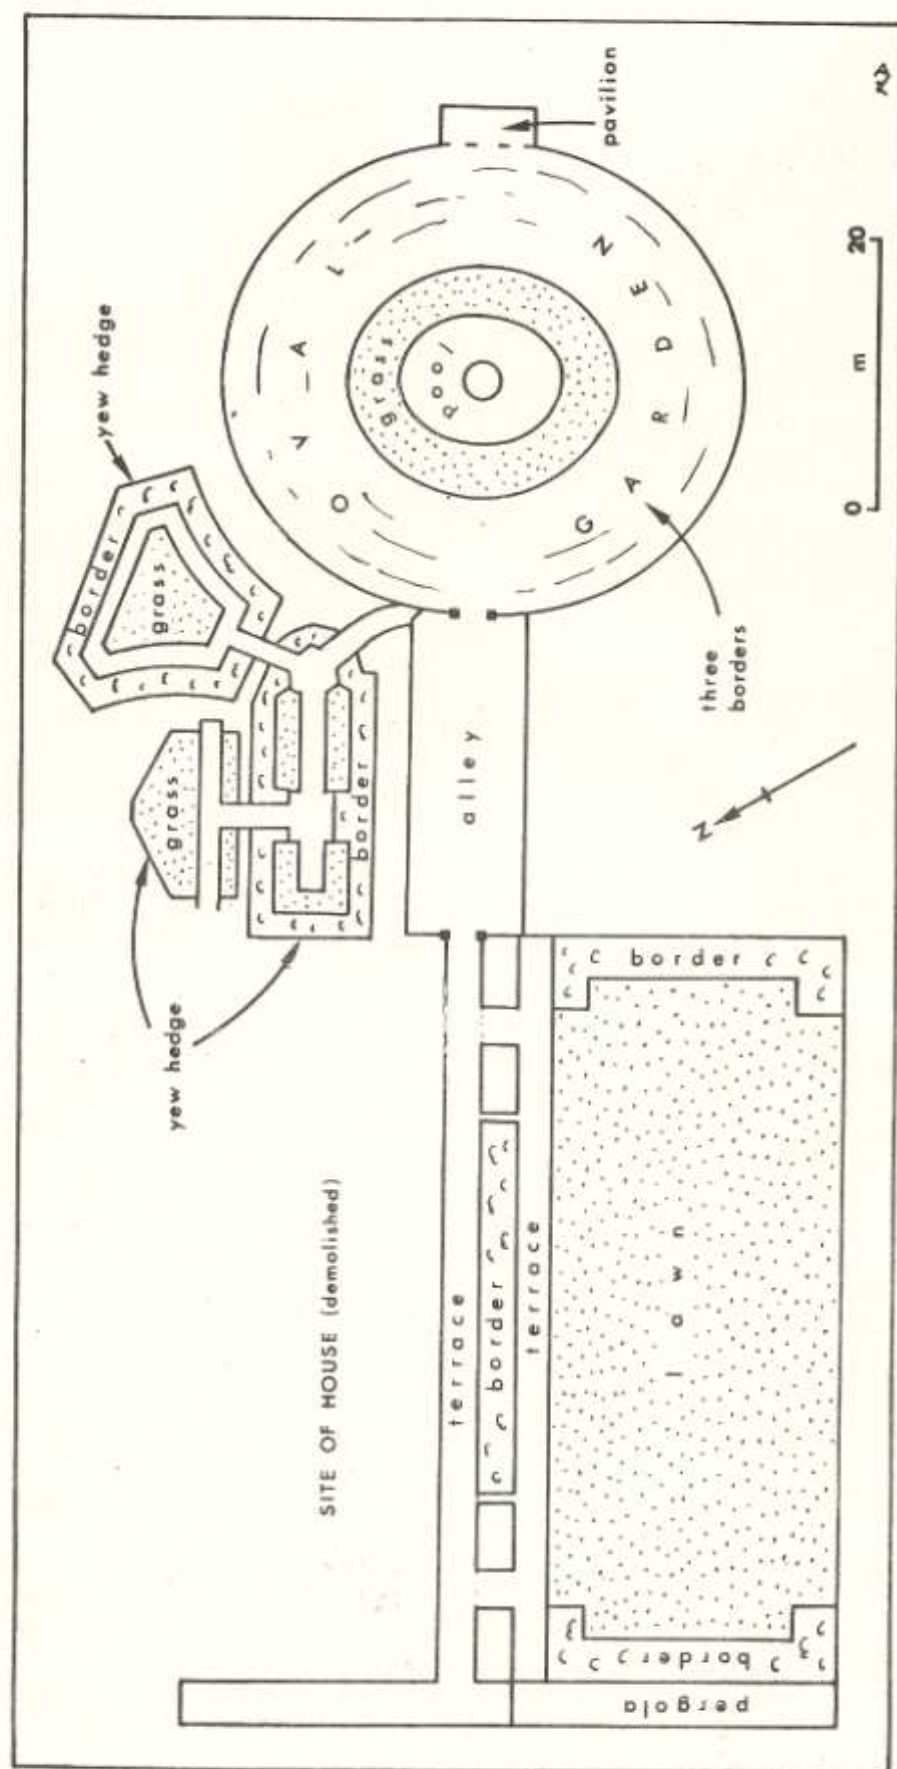 yew hedge
border
grass
grass
border
yew hedge
SITE OF HOUSE (demolished)
terrace
border
terrace
alley
OVAL
GARDEN
grass
pool
pavilion
three
borders
N
0 m 20
border
lawn
border
pergola